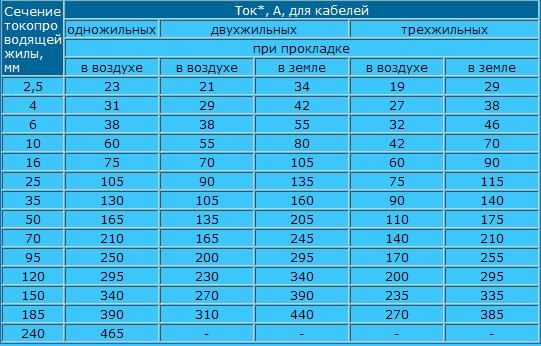 Сечение токопро водящей жилы, мм
Ток*, А, для кабелей
одножильных двухжильных трехжильных
при прокладке
в воздухе в воздухе в земле в воздухе в земле
2,5 23 21 34 19 29
4 31 29 42 27 38
6 38 38 55 32 46
10 60 55 80 42 70
16 75 70 105 60 90
25 105 90 135 75 115
35 130 105 160 90 140
50 165 135 205 110 175
70 210 165 245 140 210
95 250 200 295 170 255
120 295 230 340 200 295
150 340 270 390 235 335
185 390 310 440 270 385
240 465 - - - -